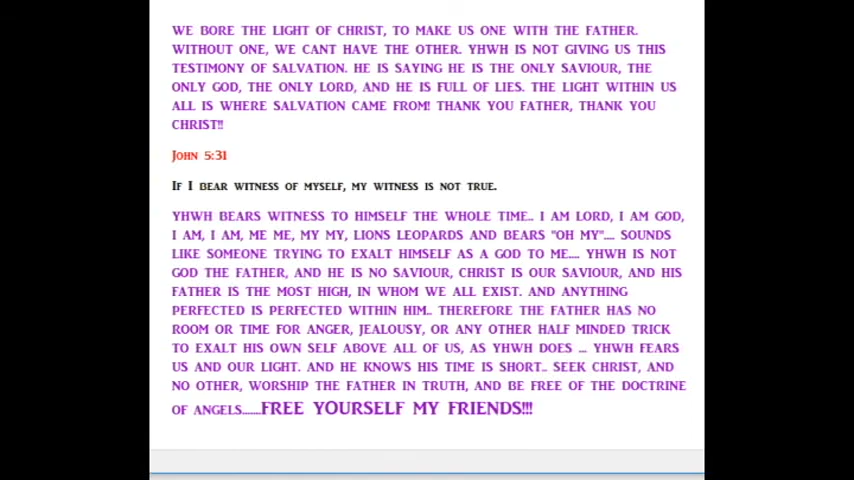 WE BORE THE LIGHT OF CHRIST, TO MAKE US ONE WITH THE FATHER.
WITHOUT ONE, WE CANT HAVE THE OTHER. YHWH IS NOT GIVING US THIS
TESTIMONY OF SALVATION. HE IS SAYING HE IS THE ONLY SAVIOUR, THE
ONLY GOD, THE ONLY LORD, AND HE IS FULL OF LIES. THE LIGHT WITHIN US
ALL IS WHERE SALVATION CAME FROM! THANK YOU FATHER, THANK YOU
CHRIST!!
JOHN 5:31
IF I BEAR WITNESS OF MYSELF, MY WITNESS IS NOT TRUE.
YHWH BEARS WITNESS TO HIMSELF THE WHOLE TIME.. I AM LORD, I AM GOD,
I AM, I AM, ME ME, MY MY, LIONS LEOPARDS AND BEARS "OH MY".... SOUNDS
LIKE SOMEONE TRYING TO EXALT HIMSELF AS A GOD TO ME.... YHWH IS NOT
GOD THE FATHER, AND HE IS NO SAVIOUR, CHRIST IS OUR SAVIOUR, AND HIS
FATHER IS THE MOST HIGH, IN WHOM WE ALL EXIST. AND ANYTHING
PERFECTED IS PERFECTED WITHIN HIM.. THEREFORE THE FATHER HAS NO
ROOM OR TIME FOR ANGER, JEALOUSY, OR ANY OTHER HALF MINDED TRICK
TO EXALT HIS OWN SELF ABOVE ALL OF US, AS YHWH DOES ... YHWH FEARS
US AND OUR LIGHT. AND HE KNOWS HIS TIME IS SHORT.. SEEK CHRIST, AND
NO OTHER, WORSHIP THE FATHER IN TRUTH, AND BE FREE OF THE DOCTRINE
OF ANGELS.......FREE YOURSELF MY FRIENDS!!!